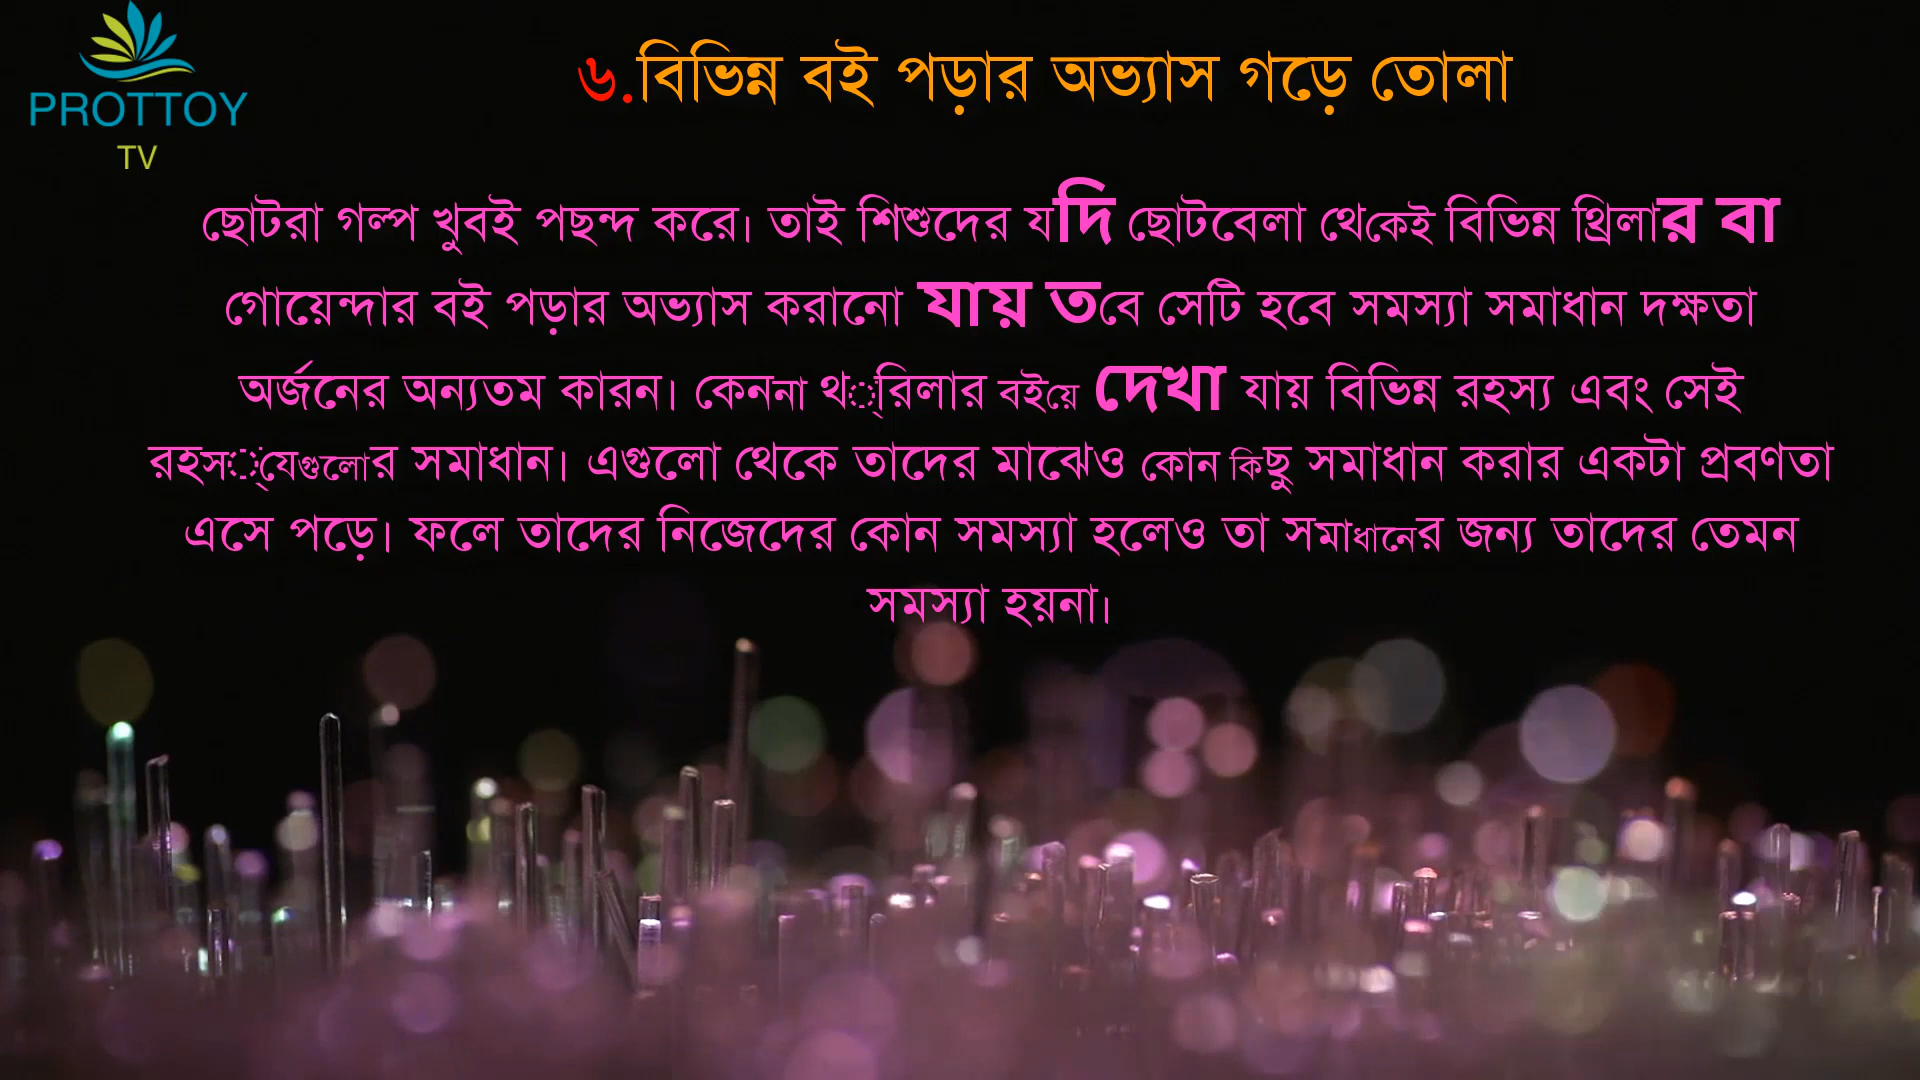 PROTTOY
TV
৬.বিভিন্ন বই পড়ার অভ্যাস গড়ে তোলা
ছোটরা গল্প খুবই পছন্দ করে। তাই শিশুদের যদি ছোটবেলা থেকেই বিভিন্ন থ্রিলার বা
গোয়েন্দার বই পড়ার অভ্যাস করানো যায় তবে সেটি হবে সমস্যা সমাধান দক্ষতা
অর্জনের অন্যতম কারন। কেননা থ্রিলার বইয়ে দেখা যায় বিভিন্ন রহস্য এবং সেই
রহস্যেগুলোর সমাধান। এগুলো থেকে তাদের মাঝেও কোন কিছু সমাধান করার একটা প্রবণতা
এসে পড়ে। ফলে তাদের নিজেদের কোন সমস্যা হলেও তা সমাধানের জন্য তাদের তেমন
সমস্যা হয়না।